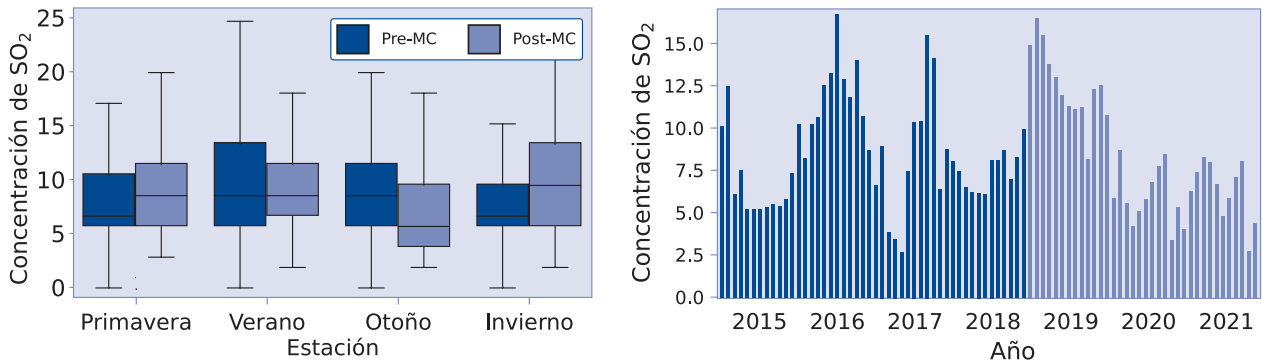 Concentración de SO₂
25
20
15
10
5
0
Pre-MC Post-MC
Primavera Verano Otoño Invierno
Estación
Concentración de SO₂
15.0
12.5
10.0
7.5
5.0
2.5
0.0
2015 2016 2017 2018 2019 2020 2021
Año